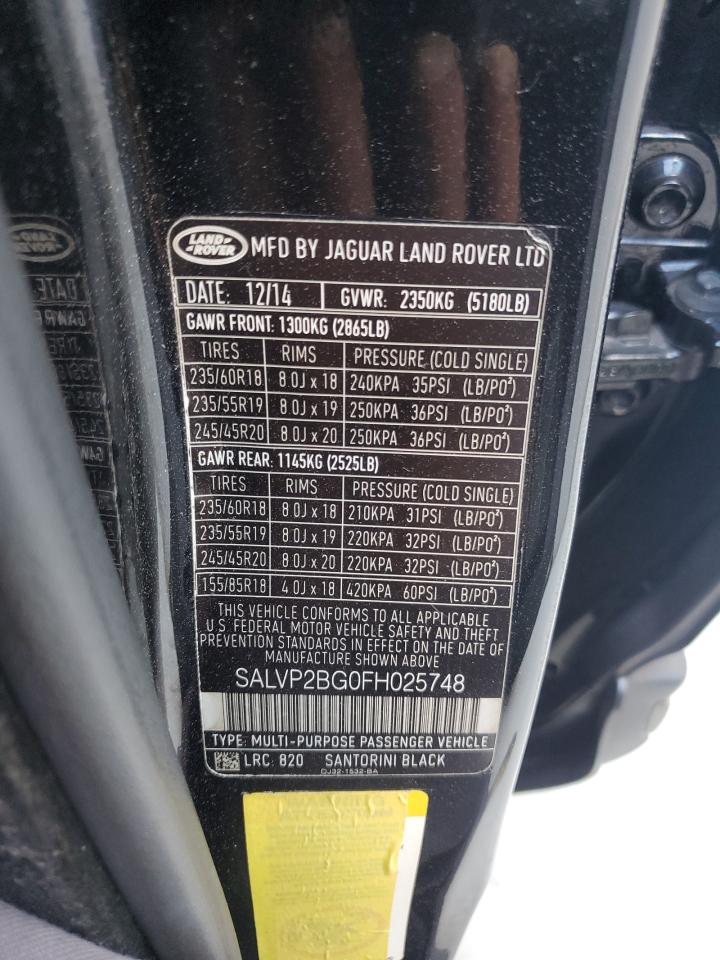 LAND ROVER MFD BY JAGUAR LAND ROVER LTD
DATE: 12/14 GVWR: 2350KG (5180LB)
GAWR FRONT: 1300KG (2865LB)
TIRES RIMS PRESSURE (COLD SINGLE)
235/60R18 8.0J x 18 240KPA 35PSI (LB/PO²)
235/55R19 8.0J x 19 250KPA 36PSI (LB/PO²)
245/45R20 8.0J x 20 250KPA 36PSI (LB/PO²)
GAWR REAR: 1145KG (2525LB)
TIRES RIMS PRESSURE (COLD SINGLE)
235/60R18 8.0J x 18 210KPA 31PSI (LB/PO²)
235/55R19 8.0J x 19 220KPA 32PSI (LB/PO²)
245/45R20 8.0J x 20 220KPA 32PSI (LB/PO²)
155/85R18 4.0J x 18 420KPA 60PSI (LB/PO²)
THIS VEHICLE CONFORMS TO ALL APPLICABLE
U.S. FEDERAL MOTOR VEHICLE SAFETY AND THEFT
PREVENTION STANDARDS IN EFFECT ON THE DATE OF
MANUFACTURE SHOWN ABOVE
SALVP2BG0FH025748
TYPE: MULTI-PURPOSE PASSENGER VEHICLE
LRC 820 SANTORINI BLACK
DJ32-1532-BA